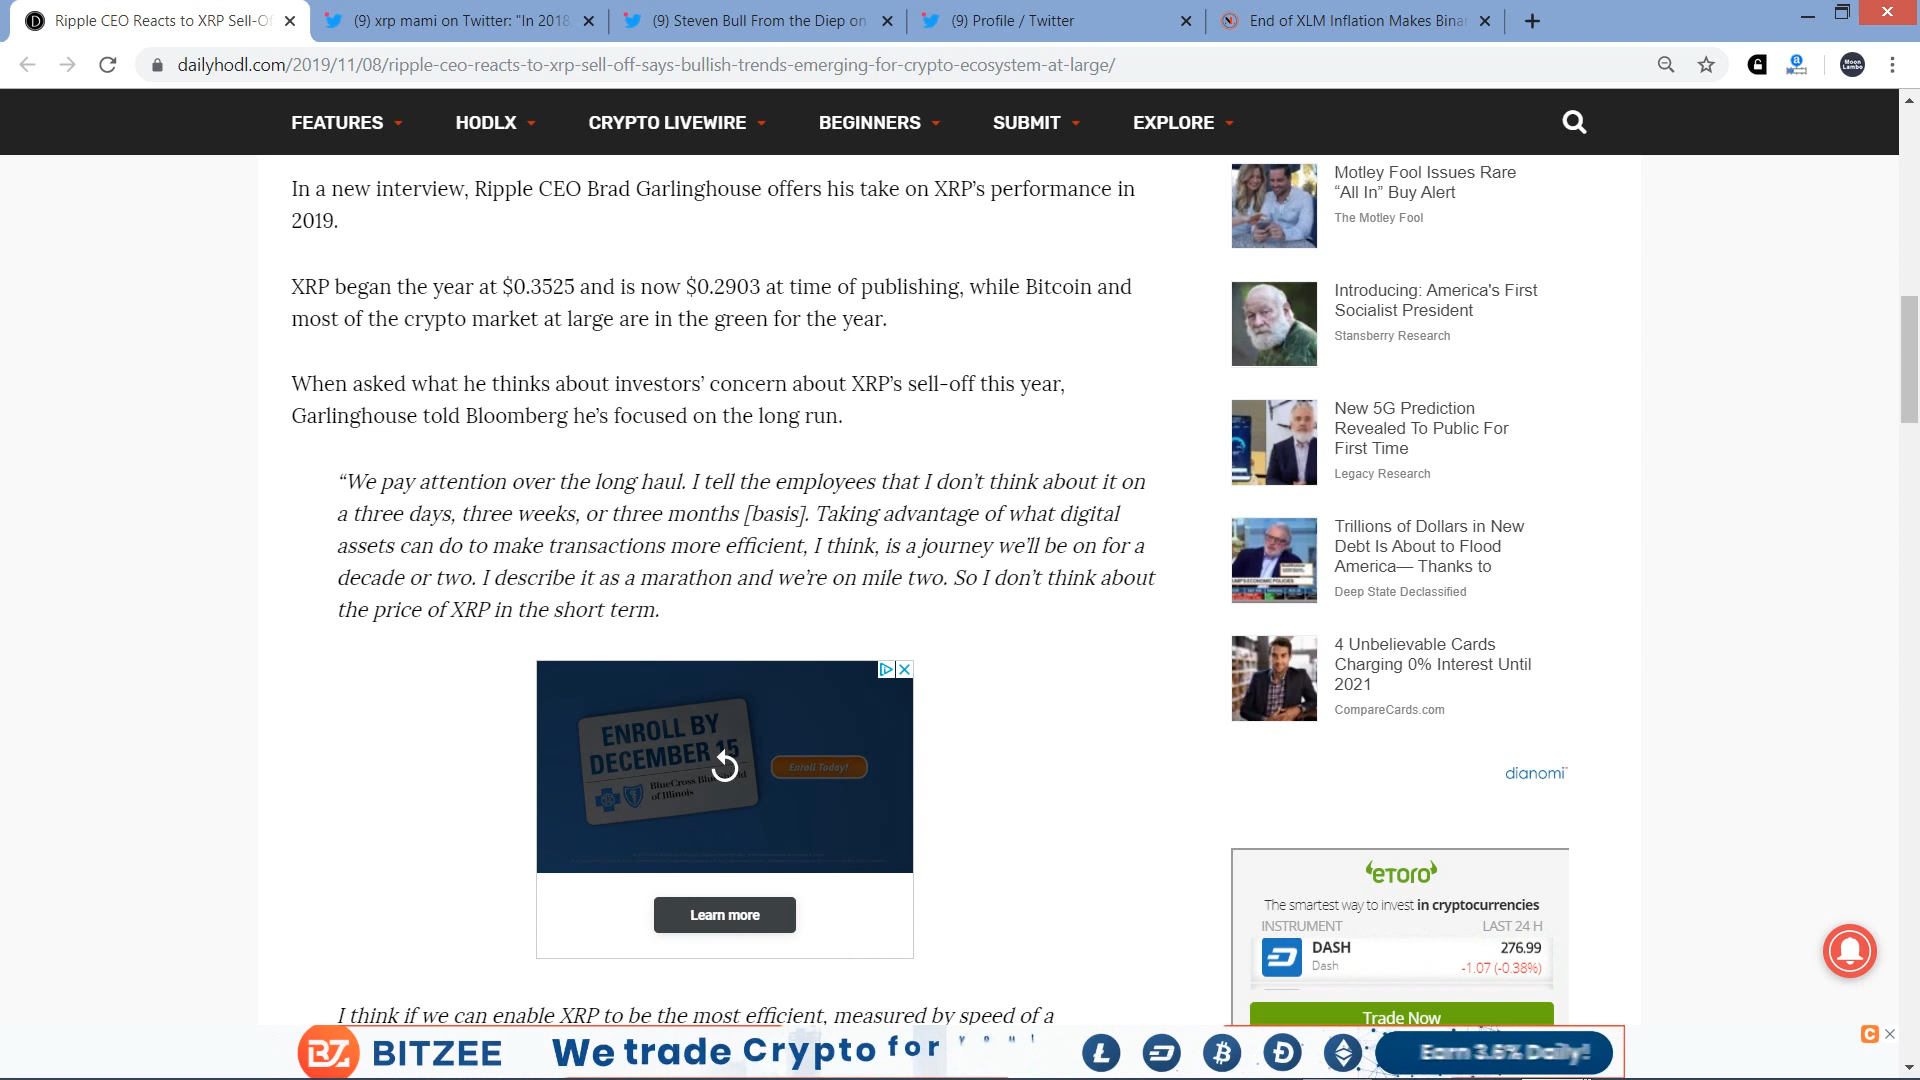 Ripple CEO Reacts to XRP Sell-Of
(9) xrp mami on Twitter: "In 2018
(9) Steven Bull From the Diep on
(9) Profile / Twitter
End of XLM Inflation Makes Binan
dailyhodl.com/2019/11/08/ripple-ceo-reacts-to-xrp-sell-off-says-bullish-trends-emerging-for-crypto-ecosystem-at-large/
FEATURES HODLX CRYPTO LIVEWIRE BEGINNERS SUBMIT EXPLORE
In a new interview, Ripple CEO Brad Garlinghouse offers his take on XRP’s performance in
2019.
XRP began the year at $0.3525 and is now $0.2903 at time of publishing, while Bitcoin and
most of the crypto market at large are in the green for the year.
When asked what he thinks about investors’ concern about XRP’s sell-off this year,
Garlinghouse told Bloomberg he’s focused on the long run.
“We pay attention over the long haul. I tell the employees that I don’t think about it on
a three days, three weeks, or three months [basis]. Taking advantage of what digital
assets can do to make transactions more efficient, I think, is a journey we’ll be on for a
decade or two. I describe it as a marathon and we’re on mile two. So I don’t think about
the price of XRP in the short term.
ENROLL BY
DECEMBER 15
BlueCross BlueShield
of Illinois
Enroll Today!
Learn more
I think if we can enable XRP to be the most efficient, measured by speed of a
Motley Fool Issues Rare
“All In” Buy Alert
The Motley Fool
Introducing: America's First
Socialist President
Stansberry Research
New 5G Prediction
Revealed To Public For
First Time
Legacy Research
Trillions of Dollars in New
Debt Is About to Flood
America— Thanks to
Deep State Declassified
4 Unbelievable Cards
Charging 0% Interest Until
2021
CompareCards.com
dianomi
eTORO
The smartest way to invest in cryptocurrencies
INSTRUMENT LAST 24 H
DASH 276.99
Dash -1.07 (-0.38%)
Trade Now
BZ BITZEE We trade Crypto for your Earn 3.6% Daily!